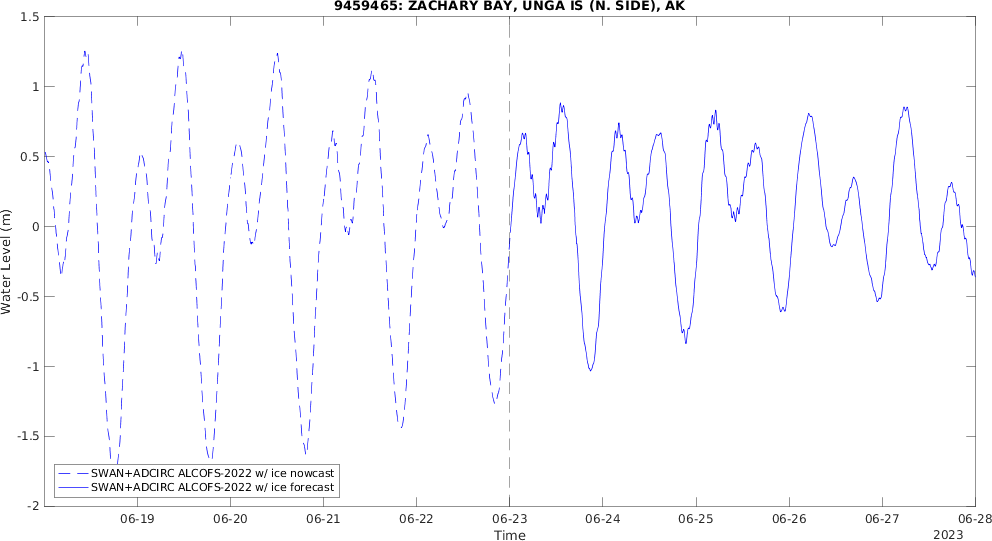 9459465: ZACHARY BAY, UNGA IS (N. SIDE), AK
1.5
1
0.5
0
-0.5
-1
-1.5
-2
Water Level (m)
SWAN+ADCIRC ALCOFS-2022 w/ ice nowcast
SWAN+ADCIRC ALCOFS-2022 w/ ice forecast
06-19 06-20 06-21 06-22 06-23 06-24 06-25 06-26 06-27 06-28
Time
2023